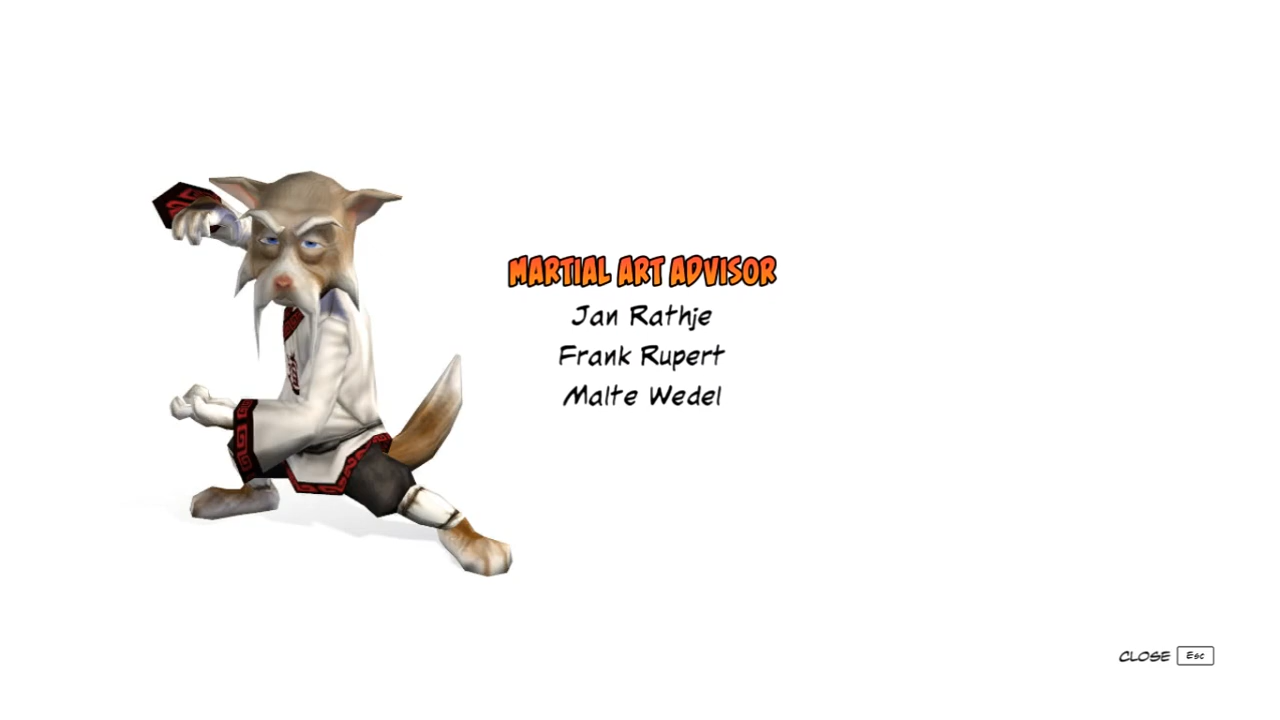 MARTIAL ART ADVISOR
Jan Rathje
Frank Rupert
Malte Wedel
CLOSE Esc